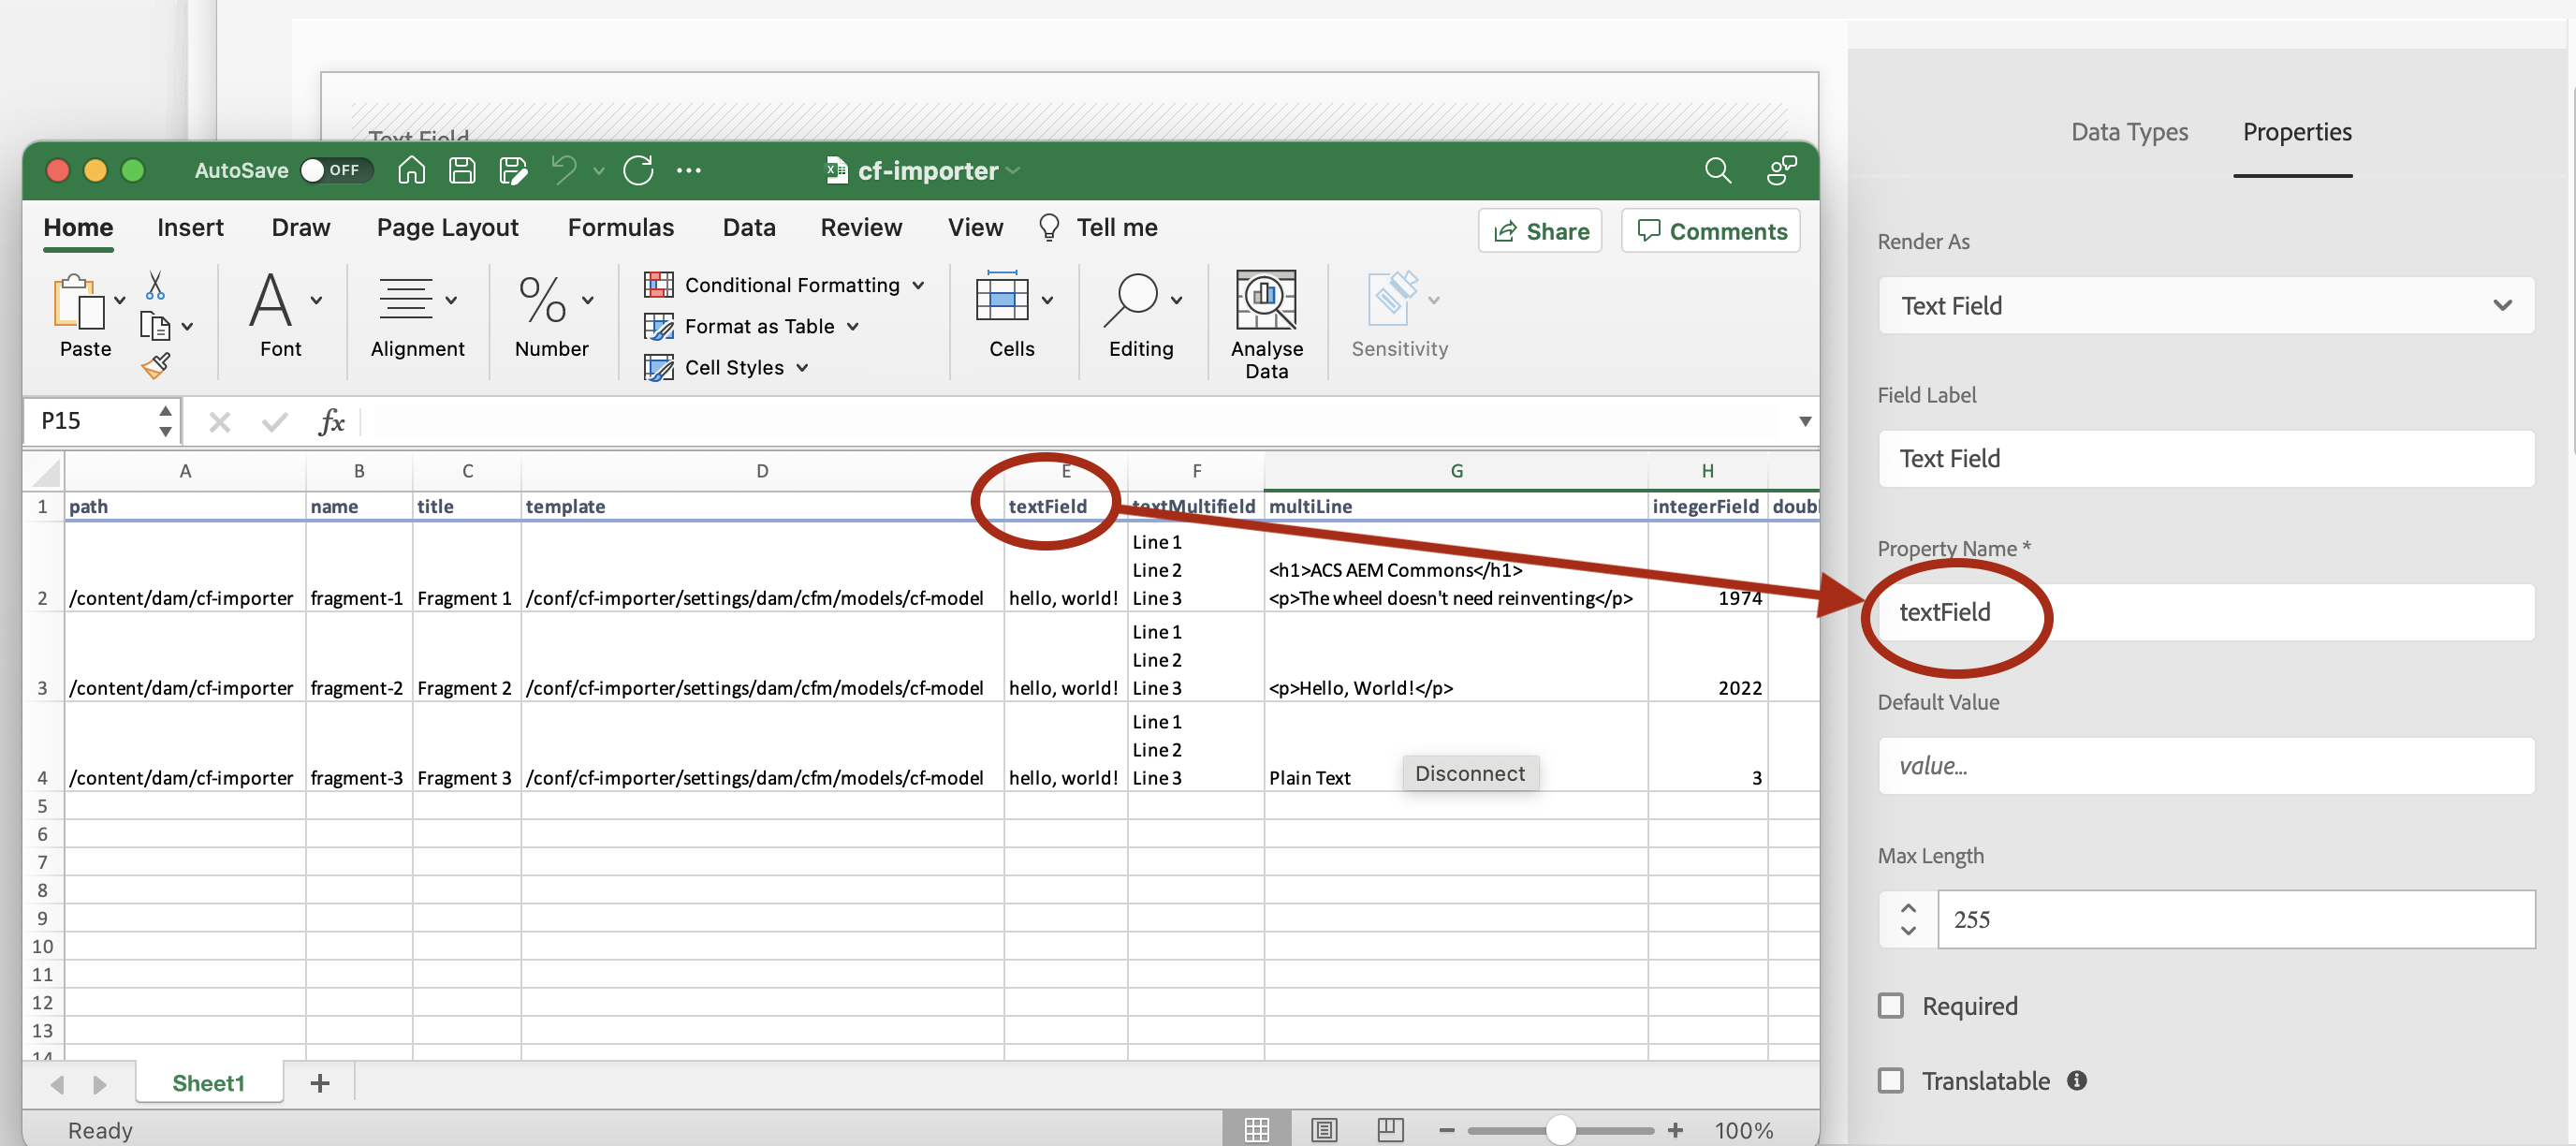 Text Field
AutoSave OFF
cf-importer
Home Insert Draw Page Layout Formulas Data Review View Tell me
Share Comments
Paste
Font
Alignment
Number
Conditional Formatting
Format as Table
Cell Styles
Cells
Editing
Analyse
Data
Sensitivity
P15
fx
A B C D E F G H
1 path name title template textField textMultifield multiLine integerField doubl
Line 1
Line 2 <h1>ACS AEM Commons</h1>
2 /content/dam/cf-importer fragment-1 Fragment 1 /conf/cf-importer/settings/dam/cfm/models/cf-model hello, world! Line 3 <p>The wheel doesn't need reinventing</p> 1974
Line 1
Line 2
3 /content/dam/cf-importer fragment-2 Fragment 2 /conf/cf-importer/settings/dam/cfm/models/cf-model hello, world! Line 3 <p>Hello, World!</p> 2022
Line 1
Line 2
4 /content/dam/cf-importer fragment-3 Fragment 3 /conf/cf-importer/settings/dam/cfm/models/cf-model hello, world! Line 3 Plain Text 3
Disconnect
5
6
7
8
9
10
11
12
13
14
Sheet1 +
Ready
100%
Data Types Properties
Render As
Text Field
Field Label
Text Field
Property Name *
textField
Default Value
value...
Max Length
255
Required
Translatable